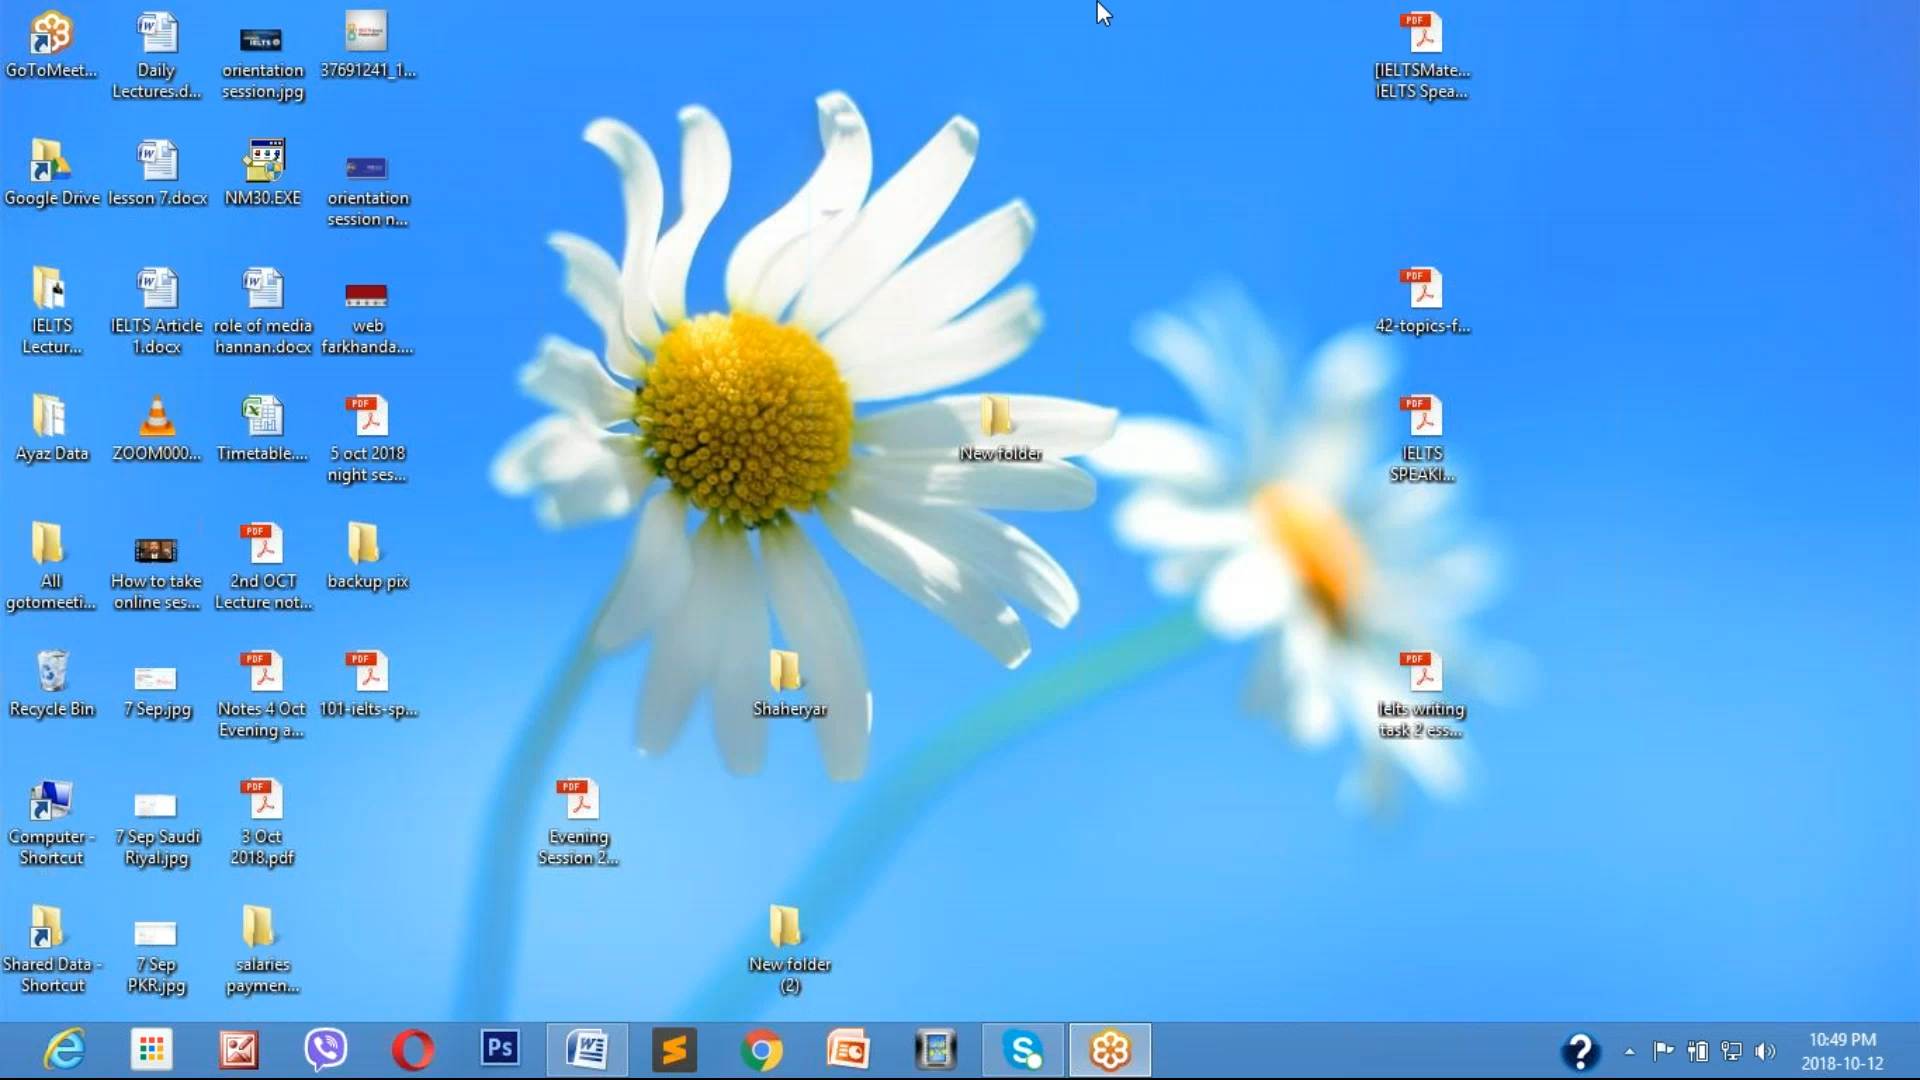 GoToMeet...
Daily
Lectures.d...
orientation
session.jpg
37691241_1...
[IELTSMate...
IELTS Spea...
Google Drive
lesson 7.docx
NM30.EXE
orientation
session n...
IELTS
Lectur...
IELTS Article
1.docx
role of media
hannan.docx
web
farkhanda....
42-topics-f...
Ayaz Data
ZOOM000...
Timetable....
5 oct 2018
night ses...
New folder
IELTS
SPEAKI...
All
gotomeeti...
How to take
online ses...
2nd OCT
Lecture not...
backup pix
Recycle Bin
7 Sep.jpg
Notes 4 Oct
Evening a...
101-ielts-sp...
Shaheryar
Ielts writing
task 2 ess...
Computer -
Shortcut
7 Sep Saudi
Riyal.jpg
3 Oct
2018.pdf
Evening
Session 2...
Shared Data -
Shortcut
7 Sep
PKR.jpg
salaries
paymen...
New folder
(2)
Ps
10:49 PM
2018-10-12